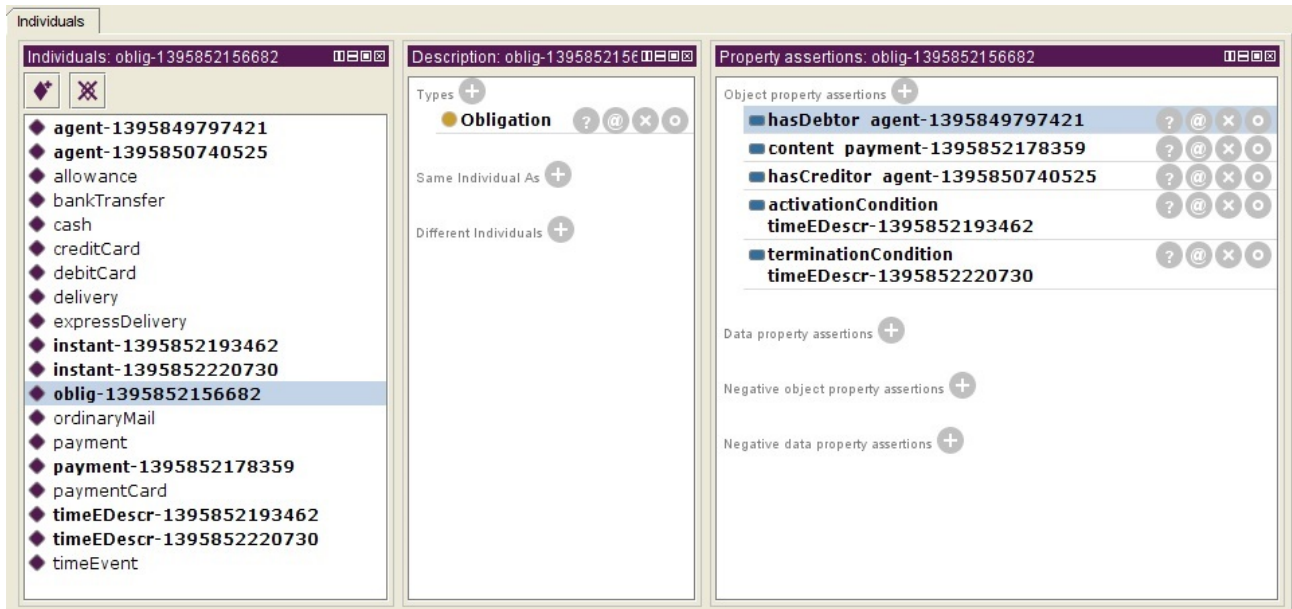 Individuals
Individuals: oblig-1395852156682
agent-1395849797421
agent-1395850740525
allowance
bankTransfer
cash
creditCard
debitCard
delivery
expressDelivery
instant-1395852193462
instant-1395852220730
oblig-1395852156682
ordinaryMail
payment
payment-1395852178359
paymentCard
timeEDescr-1395852193462
timeEDescr-1395852220730
timeEvent
Description: oblig-1395852156
Types
Obligation
Same Individual As
Different Individuals
Property assertions: oblig-1395852156682
Object property assertions
hasDebtor agent-1395849797421
content payment-1395852178359
hasCreditor agent-1395850740525
activationCondition
timeEDescr-1395852193462
terminationCondition
timeEDescr-1395852220730
Data property assertions
Negative object property assertions
Negative data property assertions